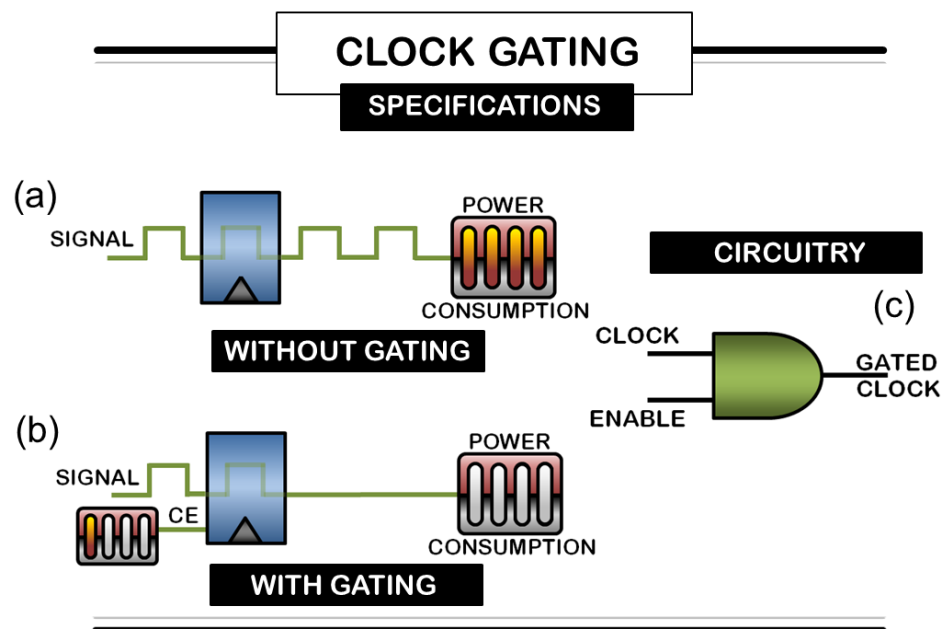 CLOCK GATING
SPECIFICATIONS
(a)
SIGNAL
POWER
CONSUMPTION
WITHOUT GATING
(b)
SIGNAL
CE
POWER
CONSUMPTION
WITH GATING
CIRCUITRY
(c)
CLOCK
ENABLE
GATED
CLOCK